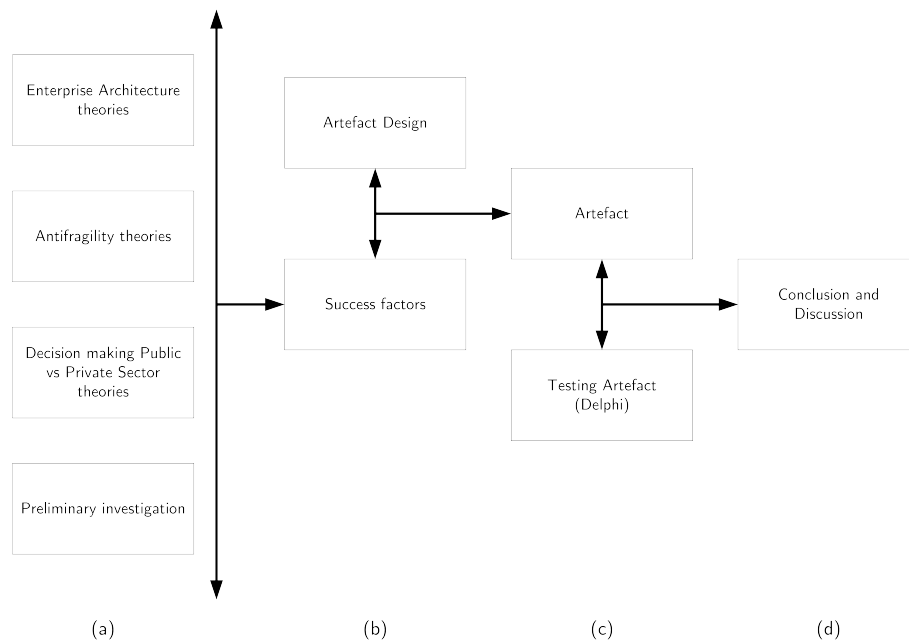 Enterprise Architecture
theories
Antifragility theories
Decision making Public
vs Private Sector
theories
Preliminary investigation
Artefact Design
Success factors
Artefact
Testing Artefact
(Delphi)
Conclusion and
Discussion
(a)
(b)
(c)
(d)